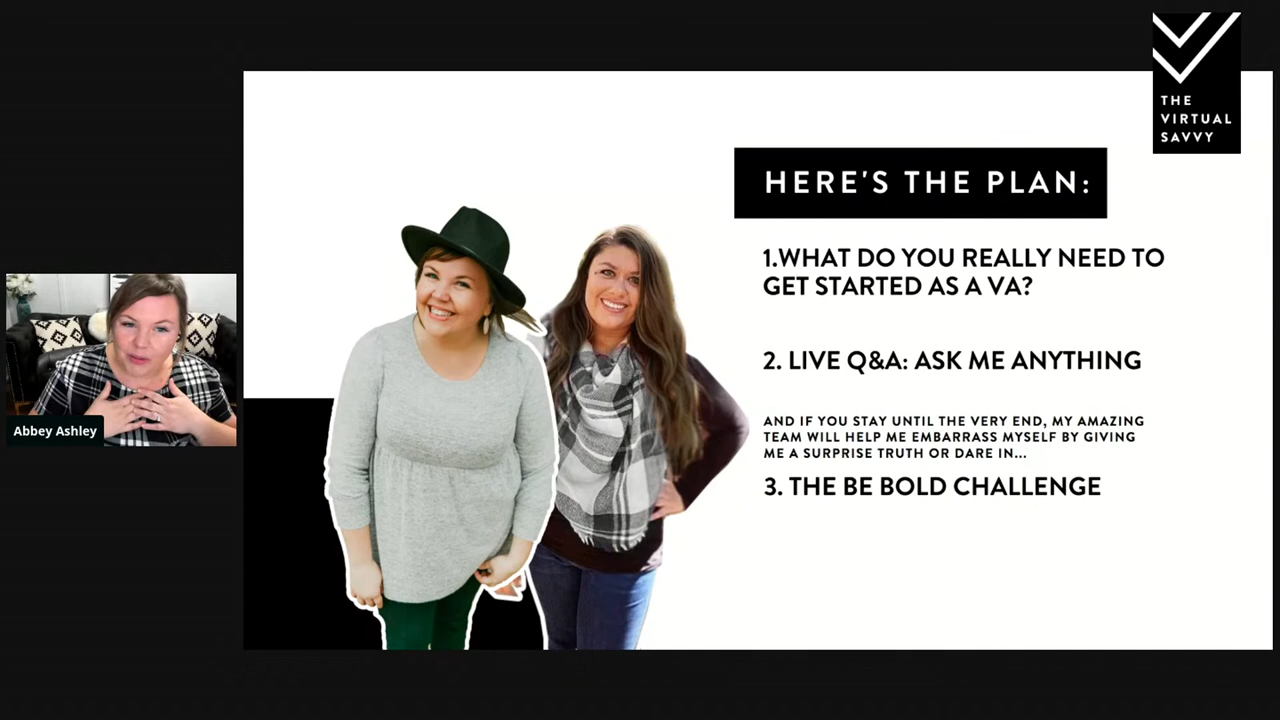 THE
VIRTUAL
SAVVY
HERE'S THE PLAN:
1.WHAT DO YOU REALLY NEED TO
GET STARTED AS A VA?
2. LIVE Q&A: ASK ME ANYTHING
AND IF YOU STAY UNTIL THE VERY END, MY AMAZING
TEAM WILL HELP ME EMBARRASS MYSELF BY GIVING
ME A SURPRISE TRUTH OR DARE IN...
3. THE BE BOLD CHALLENGE
Abbey Ashley